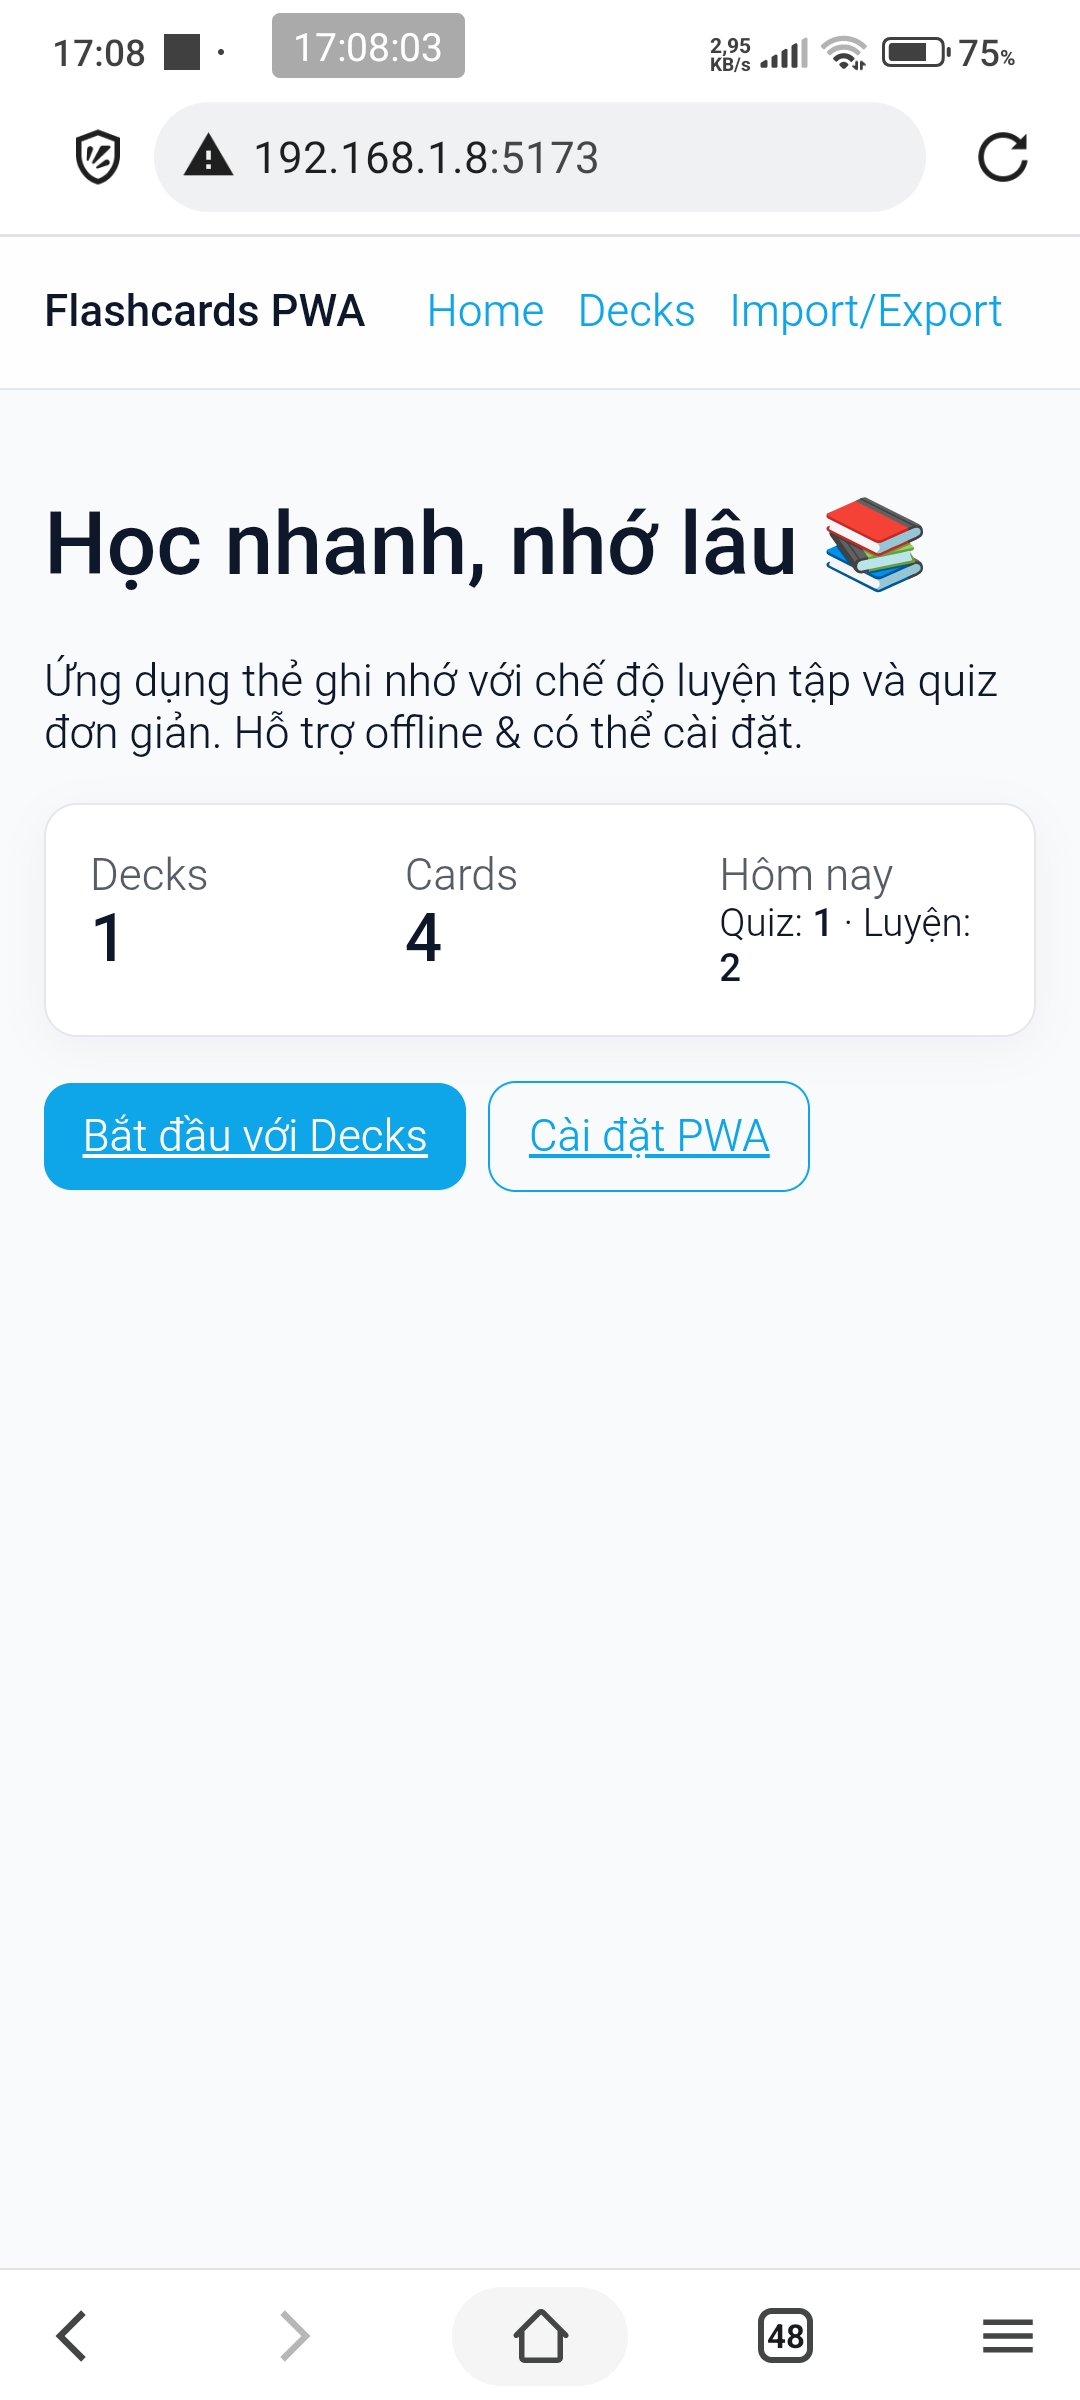 17:08
17:08:03
2,95
KB/s
75%
192.168.1.8:5173
Flashcards PWA Home Decks Import/Export
Học nhanh, nhớ lâu 📚
Ứng dụng thẻ ghi nhớ với chế độ luyện tập và quiz
đơn giản. Hỗ trợ offline & có thể cài đặt.
Decks
1
Cards
4
Hôm nay
Quiz: 1 · Luyện:
2
Bắt đầu với Decks
Cài đặt PWA
48